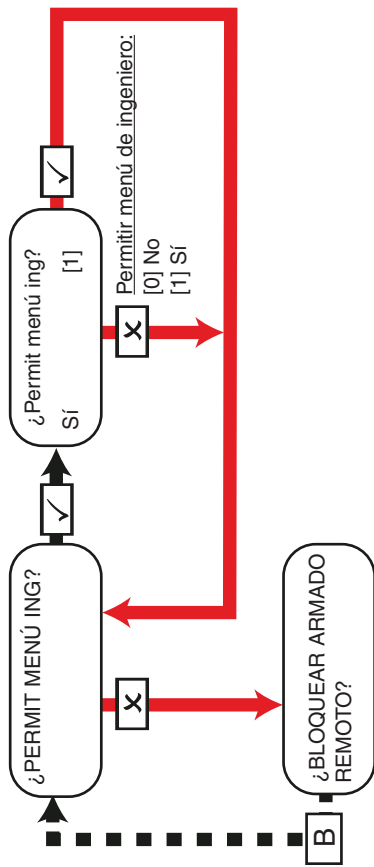 ¿PERMIT MENÚ ING?
¿Permit menú ing?
Sí [1]
Permitir menú de ingeniero:
[0] No
[1] Sí
¿BLOQUEAR ARMADO
REMOTO?
B